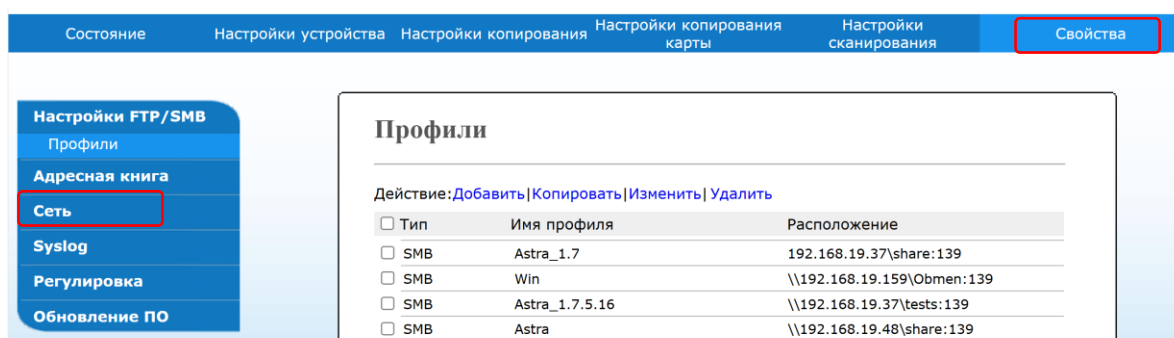 Состояние Настройки устройства Настройки копирования Настройки копирования карты Настройки сканирования Свойства
Настройки FTP/SMB
Профили
Адресная книга
Сеть
Syslog
Регулировка
Обновление ПО
Профили
Действие:Добавить|Копировать|Изменить| Удалить
Тип Имя профиля Расположение
SMB Astra_1.7 192.168.19.37\share:139
SMB Win \\192.168.19.159\Obmen:139
SMB Astra_1.7.5.16 \\192.168.19.37\tests:139
SMB Astra \\192.168.19.48\share:139